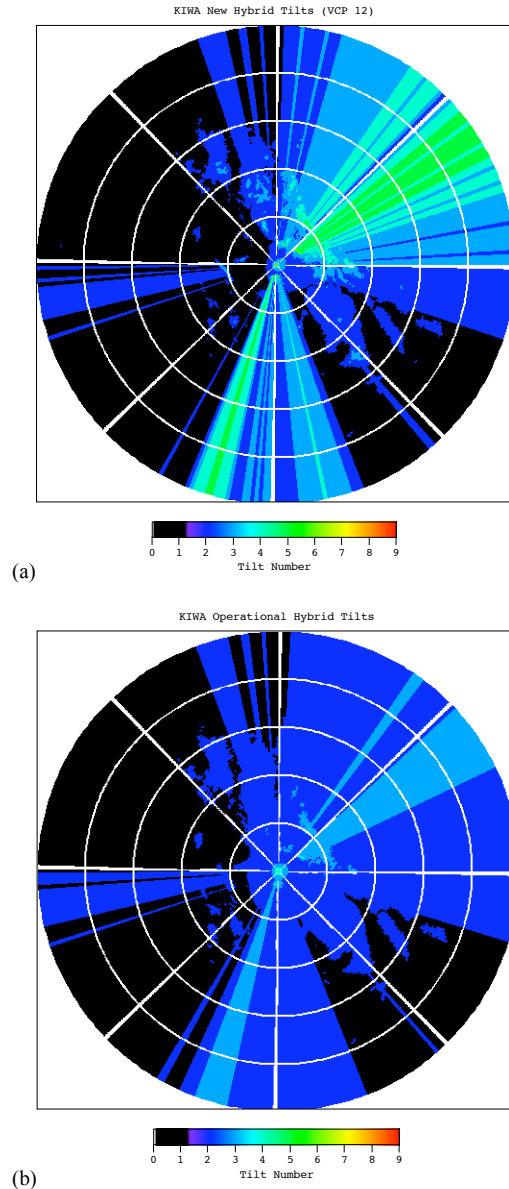 KIWA New Hybrid Tilts (VCP 12)
0 1 2 3 4 5 6 7 8 9
Tilt Number
(a)
KIWA Operational Hybrid Tilts
0 1 2 3 4 5 6 7 8 9
Tilt Number
(b)